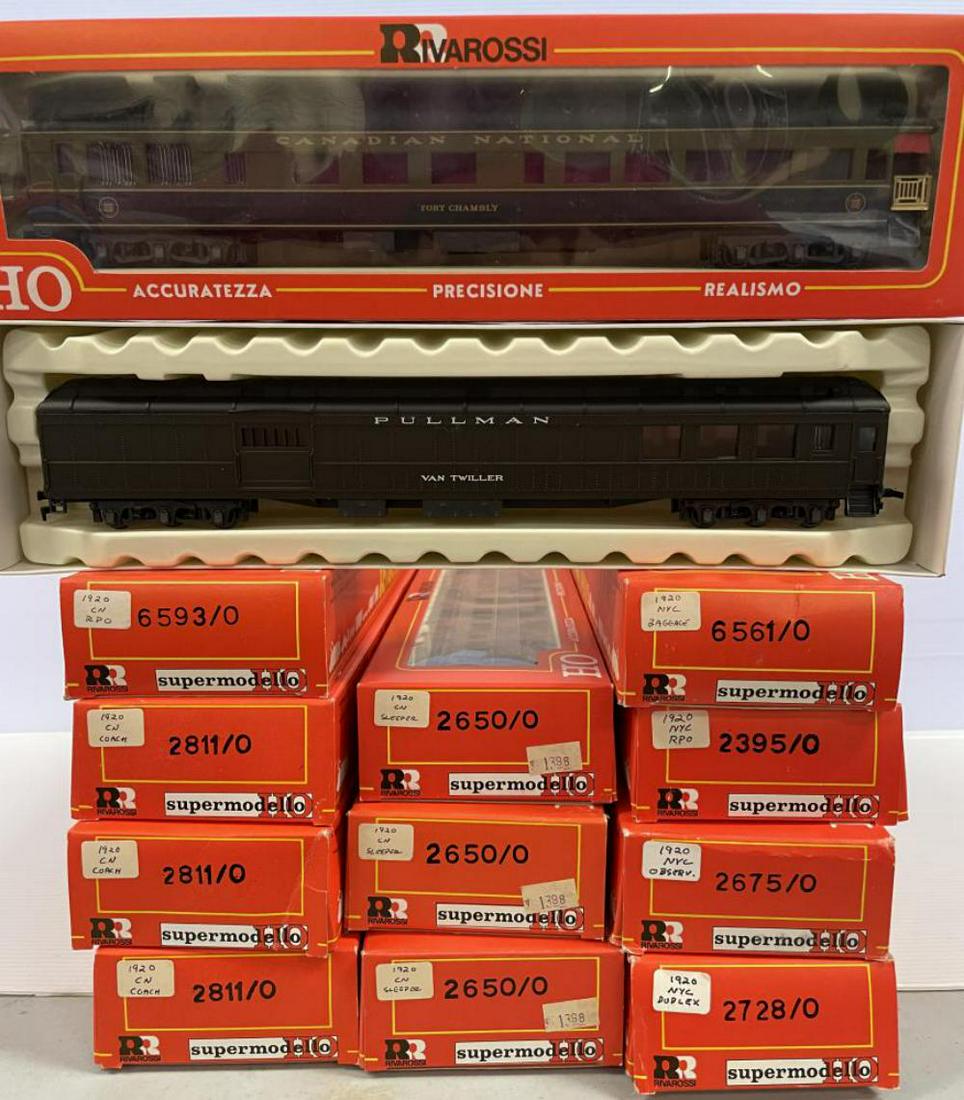 RR RIVAROSSI
CANADIAN NATIONAL
FORT CHAMBLY
HO
ACCURATEZZA PRECISIONE REALISMO
PULLMAN
VAN TWILLER
1920
CN
RPO
6593/0
RR
RIVAROSSI
supermodello HO
1920
CN
COACH
2811/0
RR
RIVAROSSI
supermodello HO
1920
CN
COACH
2811/0
RR
RIVAROSSI
supermodello HO
1920
CN
COACH
2811/0
RR
RIVAROSSI
supermodello HO
HO
1920
CN
SLEEPER
2650/0
1398
RR
RIVAROSSI
supermodello HO
1920
CN
SLEEPER
2650/0
1398
RR
RIVAROSSI
supermodello HO
1920
CN
SLEEPER
2650/0
1398
RR
RIVAROSSI
supermodello HO
1920
NYC
BAGGAGE
6561/0
RR
RIVAROSSI
supermodello HO
1920
NYC
RPO
2395/0
RR
RIVAROSSI
supermodello HO
1920
NYC
OBSERV.
2675/0
RR
RIVAROSSI
supermodello HO
1920
NYC
DUPLEX
2728/0
RR
RIVAROSSI
supermodello HO